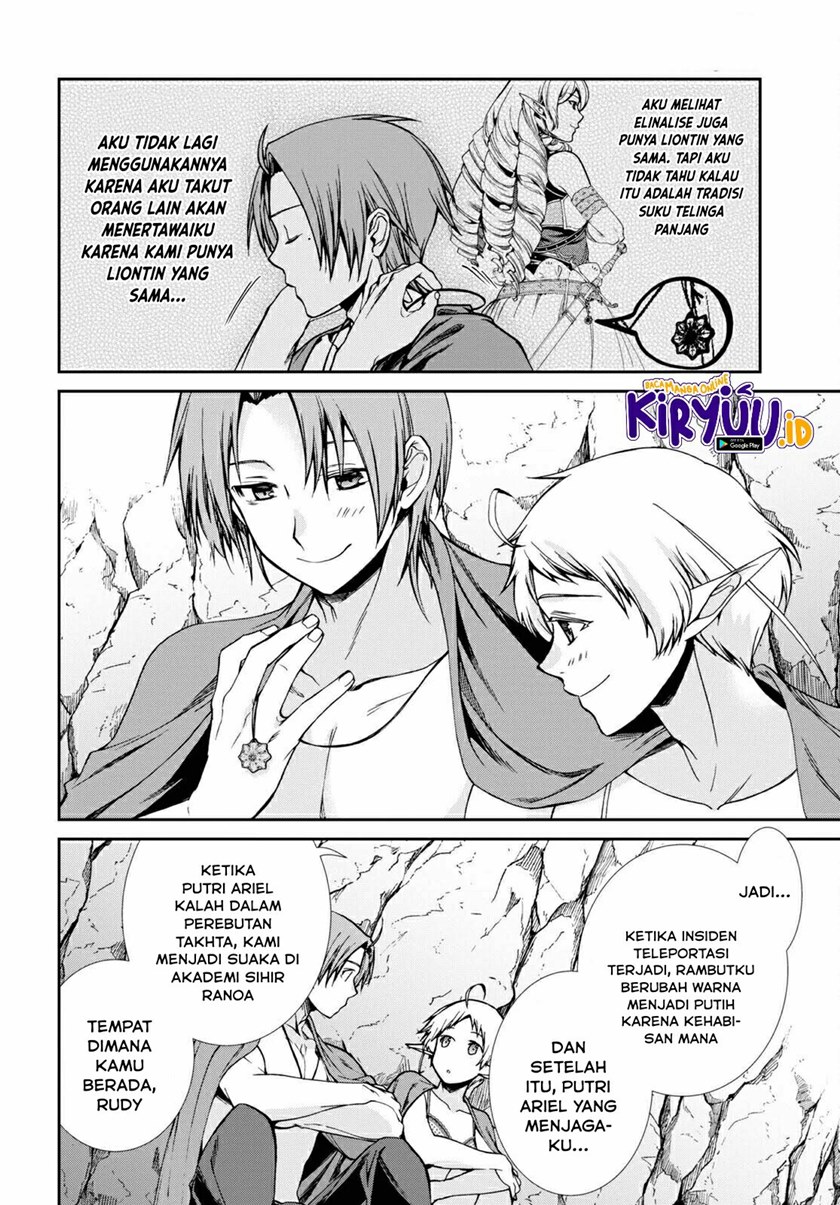 AKU MELIHAT
ELINALISE JUGA
PUNYA LIONTIN YANG
SAMA. TAPI AKU
TIDAK TAHU KALAU
ITU ADALAH TRADISI
SUKU TELINGA
PANJANG
AKU TIDAK LAGI
MENGGUNAKANNYA
KARENA AKU TAKUT
ORANG LAIN AKAN
MENERTAWAIKU
KARENA KAMI PUNYA
LIONTIN YANG
SAMA...
BACA MANGA ONLINE
KIRYUU.iD
Google Play
JADI...
KETIKA INSIDEN
TELEPORTASI
TERJADI, RAMBUTKU
BERUBAH WARNA
MENJADI PUTIH
KARENA KEHABI-
SAN MANA
DAN
SETELAH
ITU, PUTRI
ARIEL YANG
MENJAGA-
KU...
KETIKA
PUTRI ARIEL
KALAH DALAM
PEREBUTAN
TAKHTA, KAMI
MENJADI SUAKA DI
AKADEMI SIHIR
RANOA
TEMPAT
DIMANA
KAMU
BERADA,
RUDY